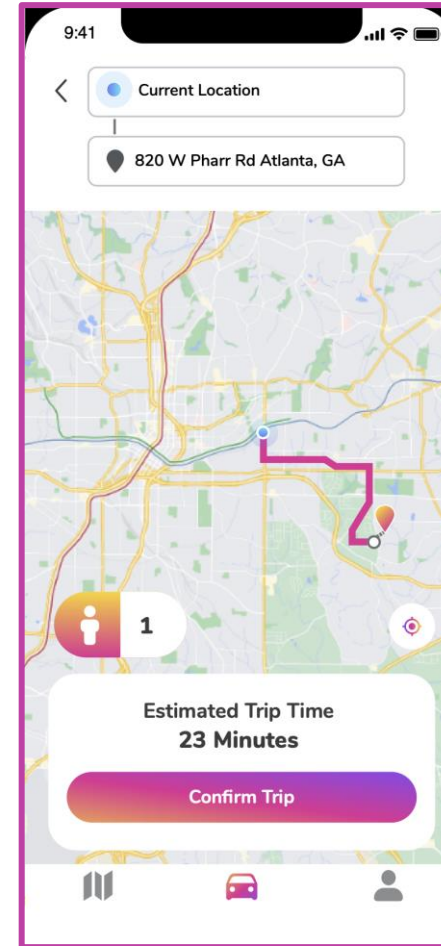 9:41
Current Location
820 W Pharr Rd Atlanta, GA
1
Estimated Trip Time
23 Minutes
Confirm Trip